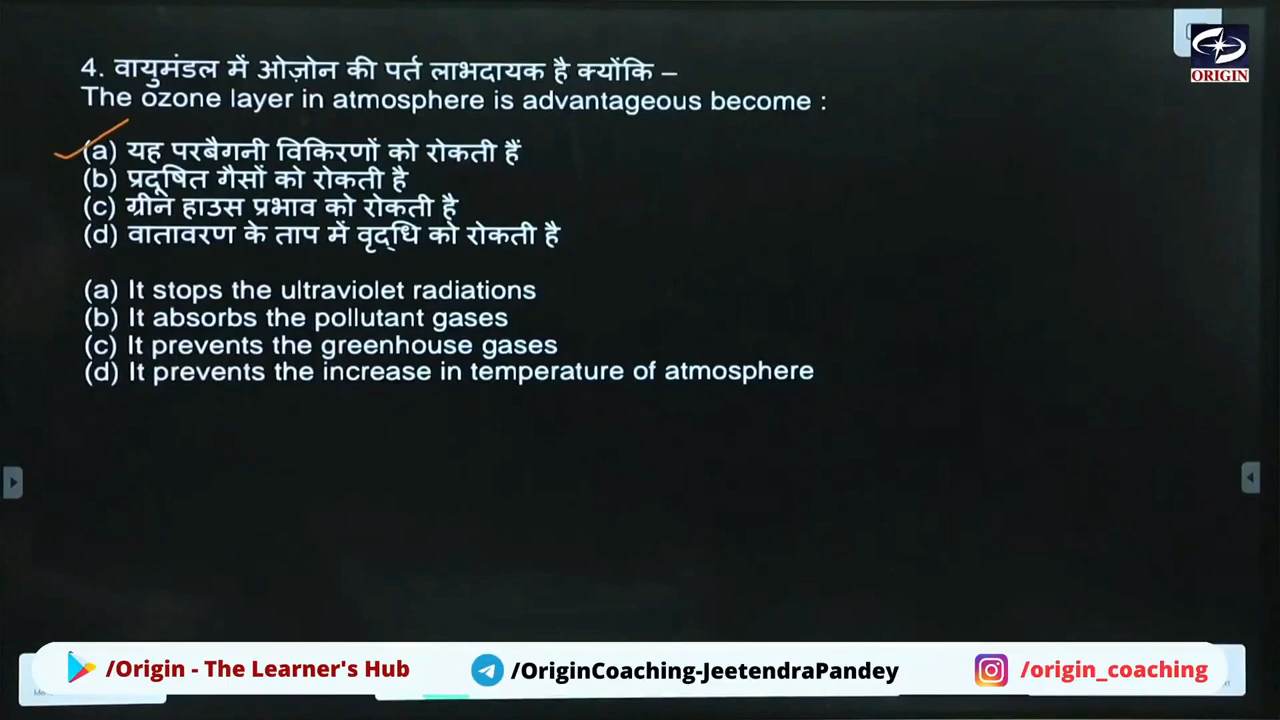 ORIGIN
4. वायुमंडल में ओज़ोन की पर्त लाभदायक है क्योंकि –
The ozone layer in atmosphere is advantageous become :
(a) यह परबैगनी विकिरणों को रोकती हैं
(b) प्रदूषित गैसों को रोकती है
(c) ग्रीन हाउस प्रभाव को रोकती है
(d) वातावरण के ताप में वृद्धि को रोकती है
(a) It stops the ultraviolet radiations
(b) It absorbs the pollutant gases
(c) It prevents the greenhouse gases
(d) It prevents the increase in temperature of atmosphere
/Origin - The Learner's Hub
/OriginCoaching-JeetendraPandey
/origin_coaching